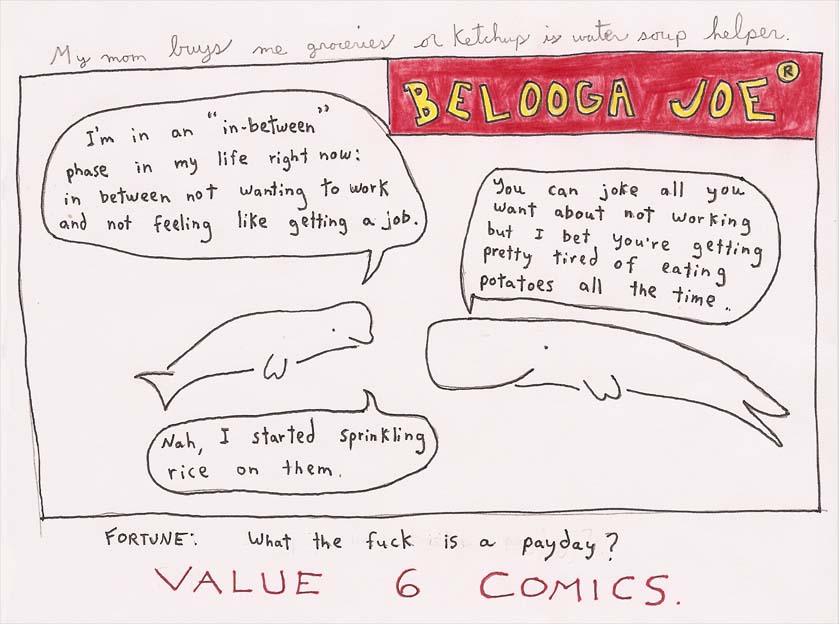 My mom buys me groceries or Ketchup is water soup helper.
BELOOGA JOE®
I'm in an "in-between"
phase in my life right now:
in between not wanting to work
and not feeling like getting a job.
You can joke all you
want about not working
but I bet you're getting
pretty tired of eating
potatoes all the time..
Nah, I started sprinkling
rice on them.
FORTUNE: What the fuck is a payday?
VALUE 6 COMICS.